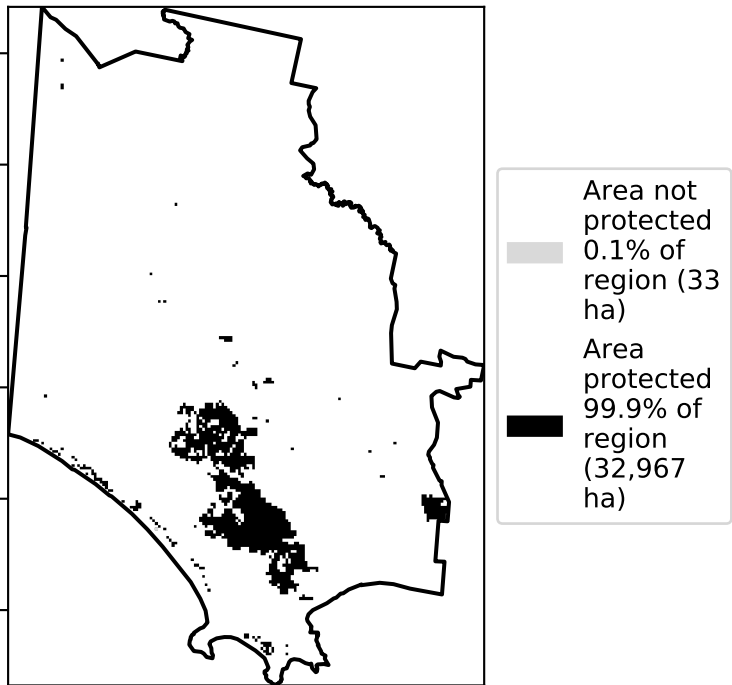 Area not
protected
0.1% of
region (33
ha)
Area
protected
99.9% of
region
(32,967
ha)